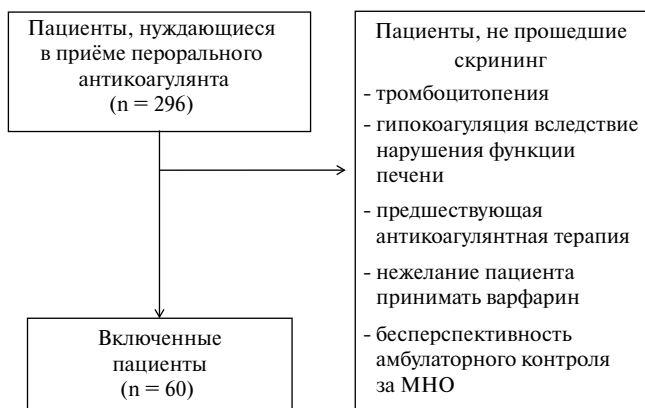 Пациенты, нуждающиеся
в приёме перорального
антикоагулянта
(n = 296)
Пациенты, не прошедшие
скрининг
- тромбоцитопения
- гипокоагуляция вследствие
нарушения функции
печени
- предшествующая
антикоагулянтная терапия
- нежелание пациента
принимать варфарин
- бесперспективность
амбулаторного контроля
за МНО
Включенные
пациенты
(n = 60)